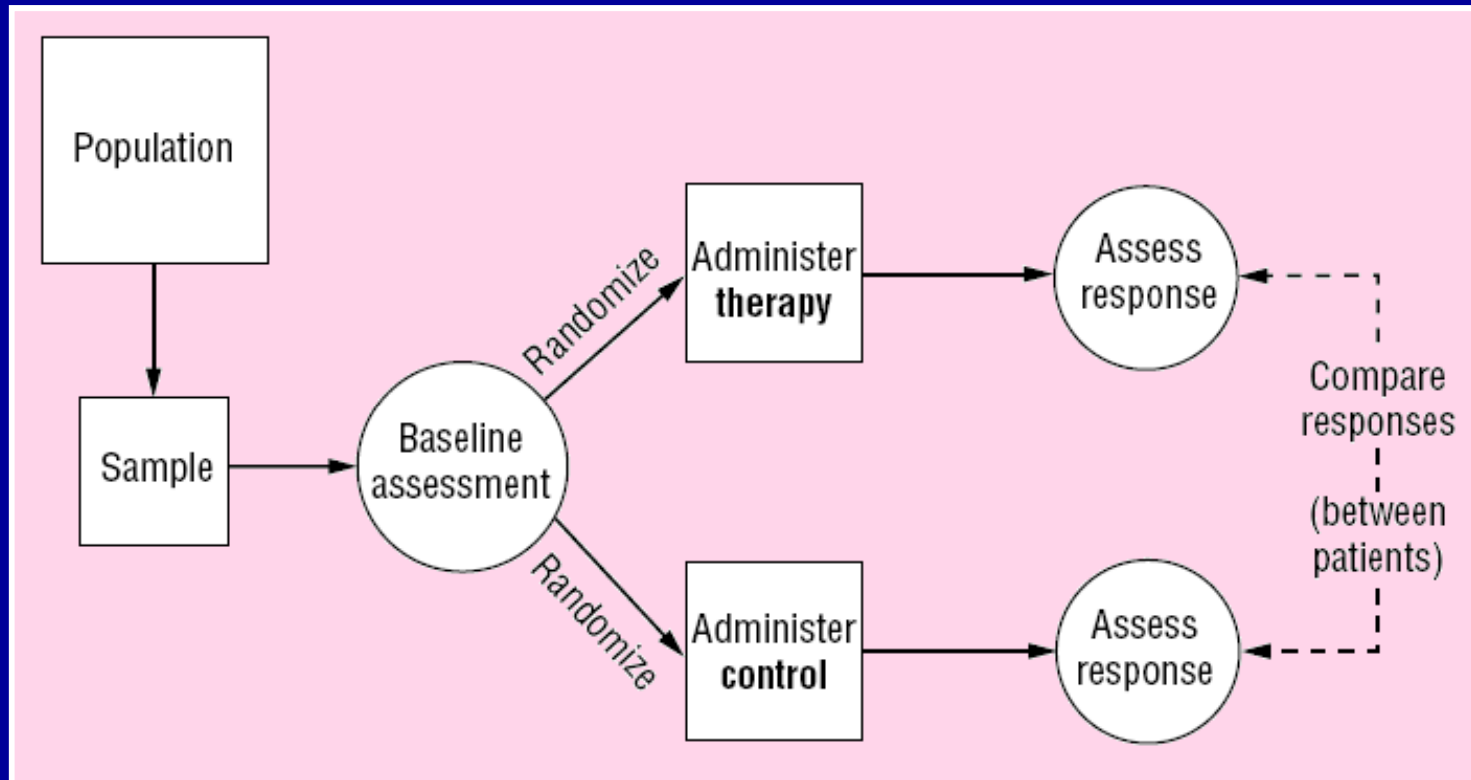 Population
Sample
Baseline
assessment
Randomize
Administer
therapy
Assess
response
Randomize
Administer
control
Assess
response
Compare
responses
(between
patients)